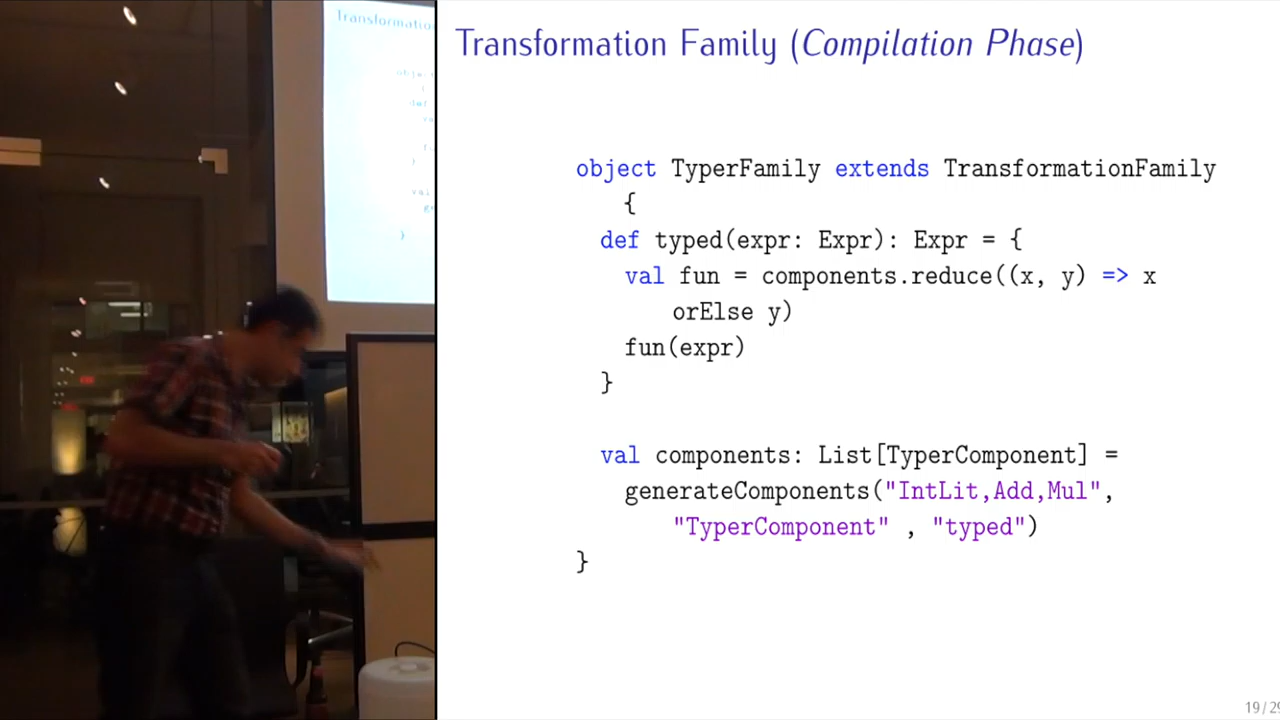 Transformation Family (Compilation Phase)
object TyperFamily extends TransformationFamily
{
def typed(expr: Expr): Expr = {
val fun = components.reduce((x, y) => x
orElse y)
fun(expr)
}
val components: List[TyperComponent] =
generateComponents("IntLit,Add,Mul",
"TyperComponent" , "typed")
}
19/29